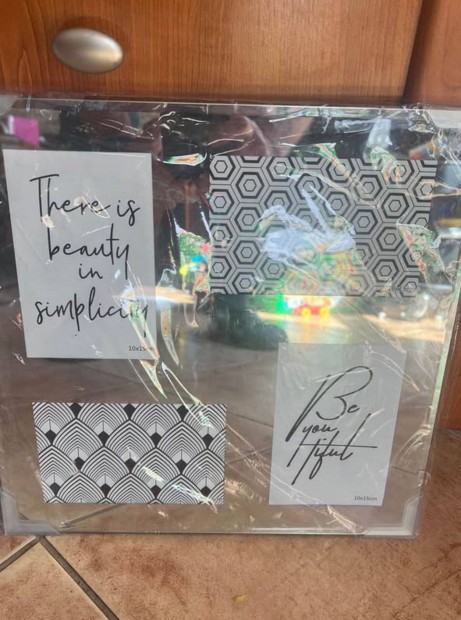 There is
beauty
in
simplicity
10x15cm
Be
you
tiful
10x15cm